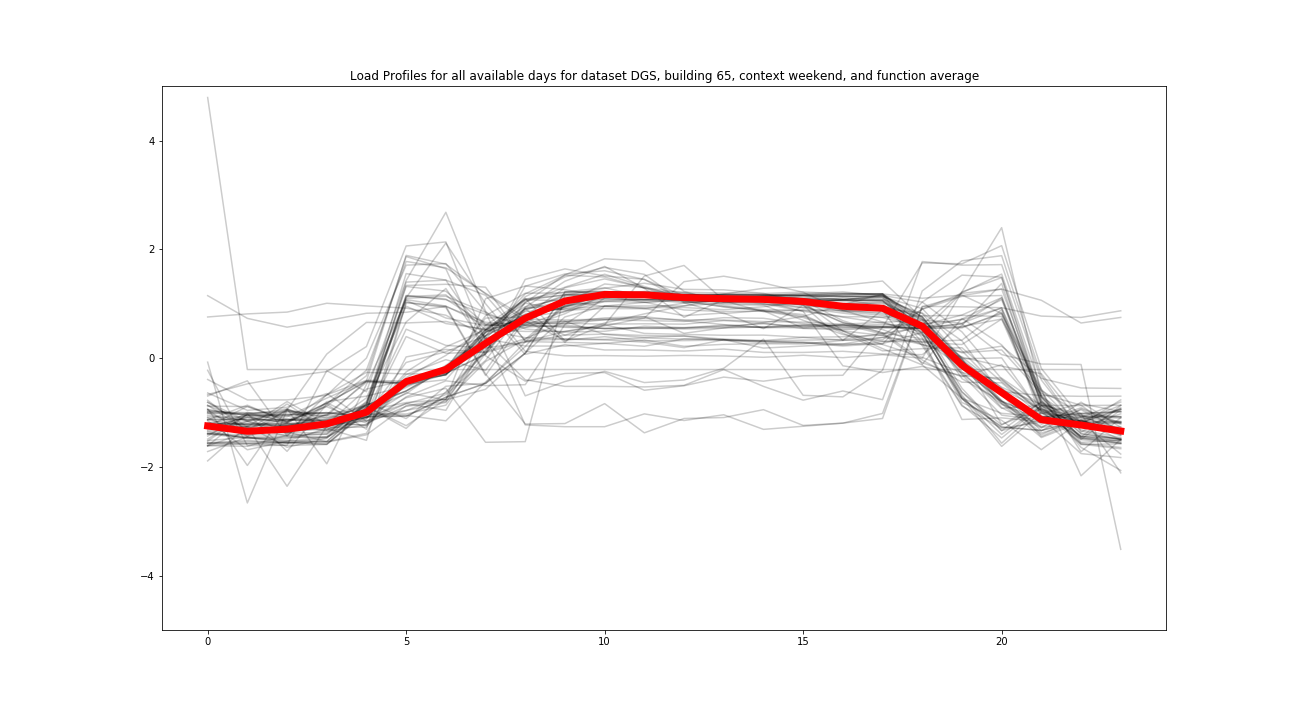 Load Profiles for all available days for dataset DGS, building 65, context weekend, and function average
4
2
0
−2
−4
0 5 10 15 20